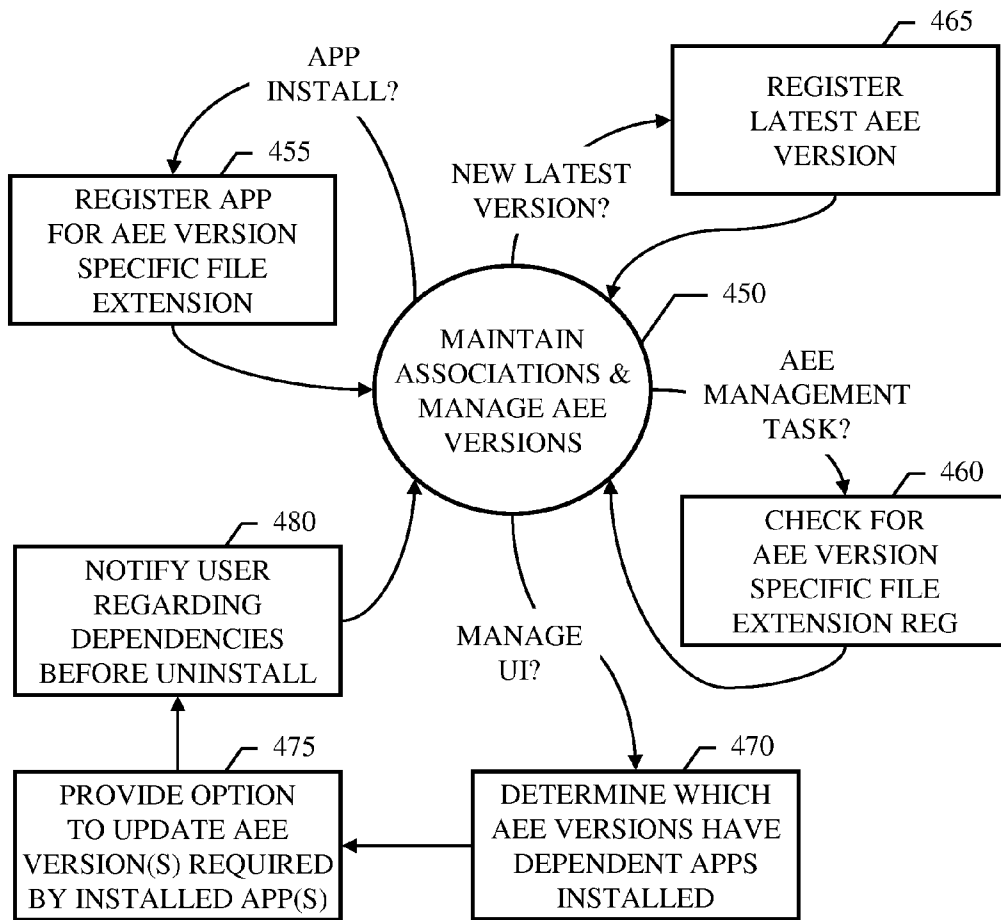 APP
INSTALL?
455
REGISTER APP
FOR AEE VERSION
SPECIFIC FILE
EXTENSION
NEW LATEST
VERSION?
465
REGISTER
LATEST AEE
VERSION
450
MAINTAIN
ASSOCIATIONS &
MANAGE AEE
VERSIONS
AEE
MANAGEMENT
TASK?
460
CHECK FOR
AEE VERSION
SPECIFIC FILE
EXTENSION REG
MANAGE
UI?
470
DETERMINE WHICH
AEE VERSIONS HAVE
DEPENDENT APPS
INSTALLED
475
PROVIDE OPTION
TO UPDATE AEE
VERSION(S) REQUIRED
BY INSTALLED APP(S)
480
NOTIFY USER
REGARDING
DEPENDENCIES
BEFORE UNINSTALL